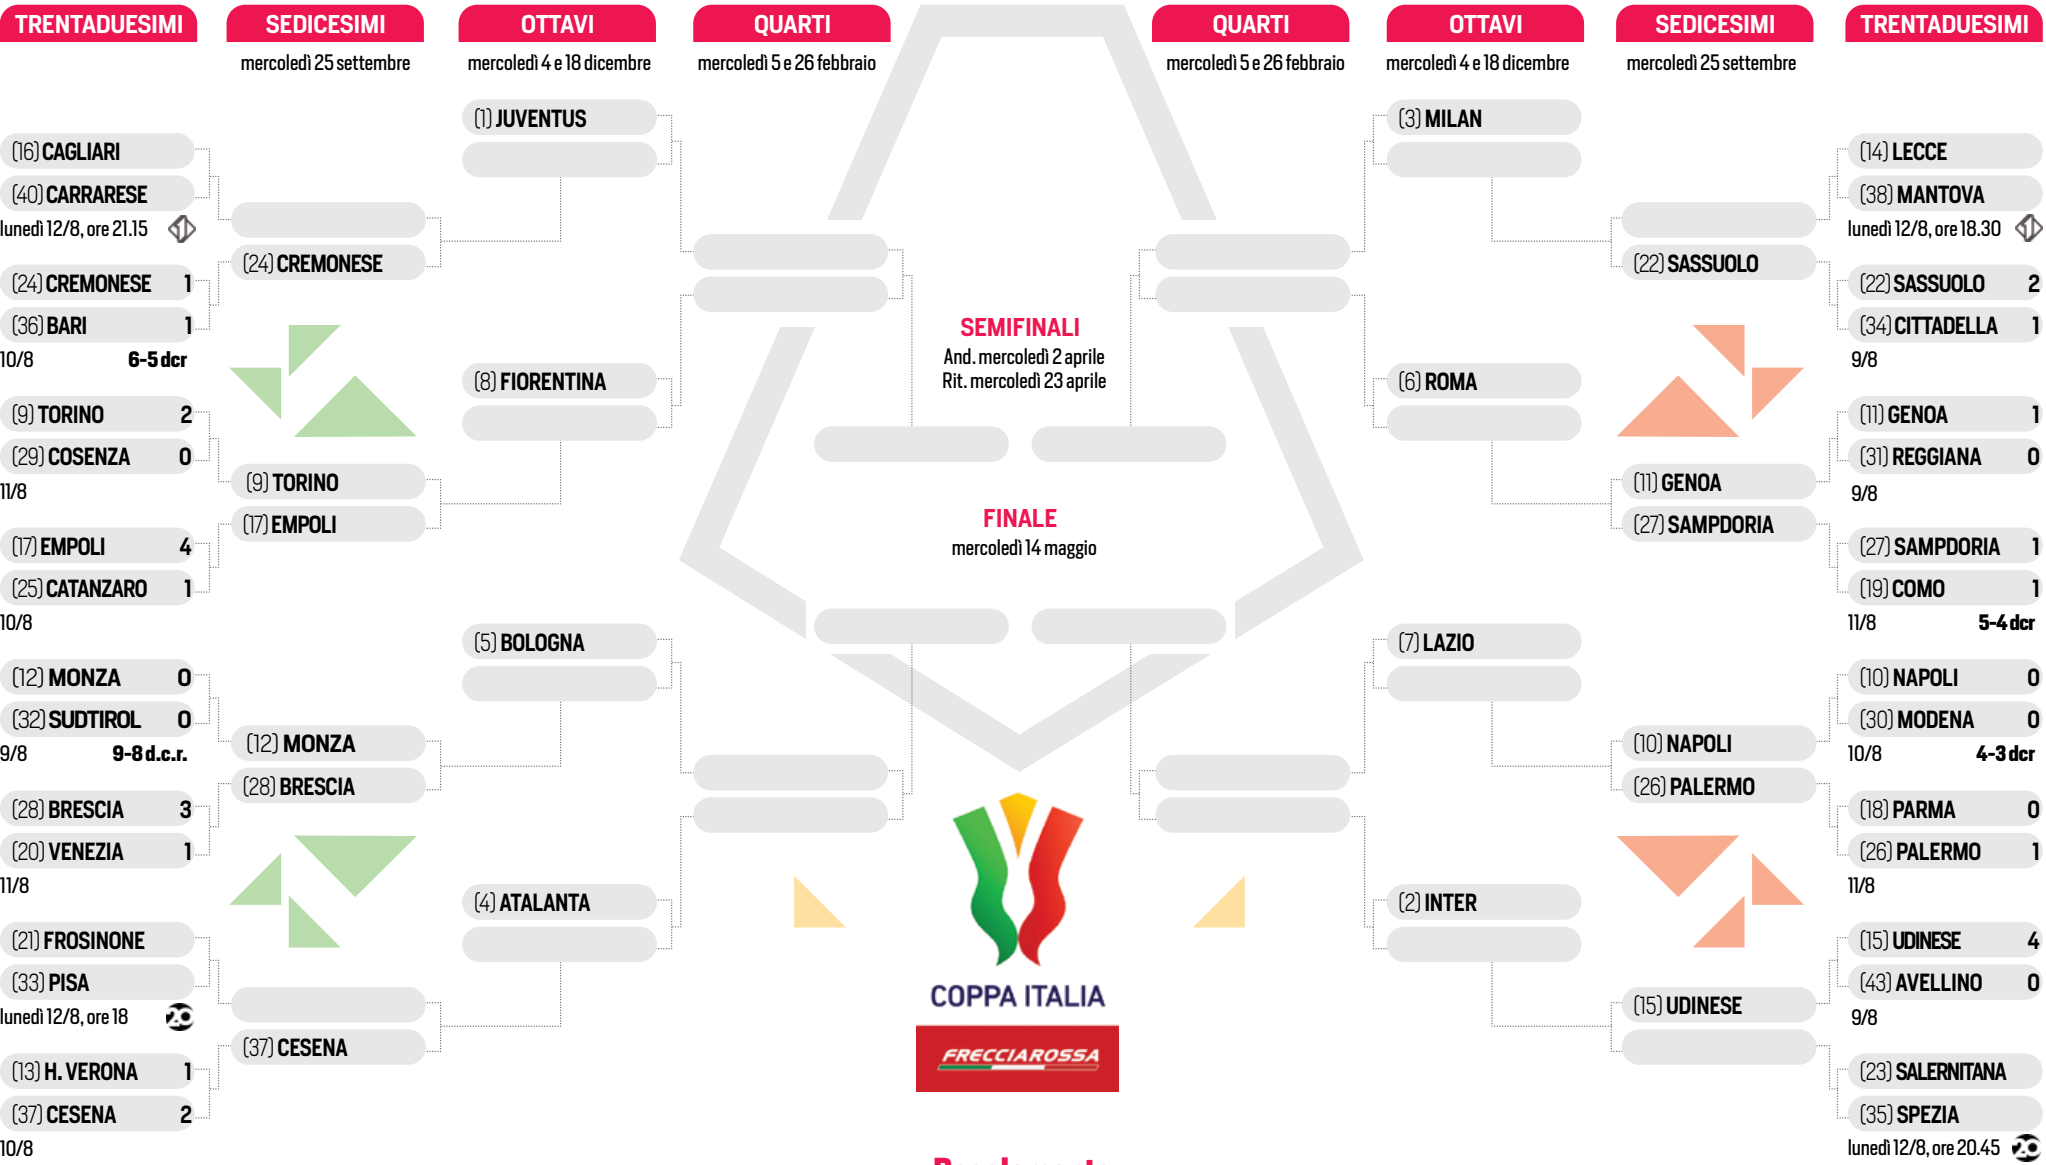 TRENTADUESIMI
SEDICESIMI
OTTAVI
QUARTI
QUARTI
OTTAVI
SEDICESIMI
TRENTADUESIMI
mercoledì 25 settembre
mercoledì 4 e 18 dicembre
mercoledì 5 e 26 febbraio
mercoledì 5 e 26 febbraio
mercoledì 4 e 18 dicembre
mercoledì 25 settembre
(16) CAGLIARI
(40) CARRARESE
lunedì 12/8, ore 21.15
(24) CREMONESE 1
(36) BARI 1
10/8 6-5 dcr
(9) TORINO 2
(29) COSENZA 0
11/8
(17) EMPOLI 4
(25) CATANZARO 1
10/8
(12) MONZA 0
(32) SUDTIROL 0
9/8 9-8 d.c.r.
(28) BRESCIA 3
(20) VENEZIA 1
11/8
(21) FROSINONE
(33) PISA
lunedì 12/8, ore 18 20
(13) H. VERONA 1
(37) CESENA 2
10/8
(24) CREMONESE
(9) TORINO
(17) EMPOLI
(12) MONZA
(28) BRESCIA
(37) CESENA
(1) JUVENTUS
(8) FIORENTINA
(5) BOLOGNA
(4) ATALANTA
SEMIFINALI
And. mercoledì 2 aprile
Rit. mercoledì 23 aprile
FINALE
mercoledì 14 maggio
COPPA ITALIA
FRECCIAROSSA
(3) MILAN
(6) ROMA
(7) LAZIO
(2) INTER
(22) SASSUOLO
(11) GENOA
(27) SAMPDORIA
(10) NAPOLI
(26) PALERMO
(15) UDINESE
(14) LECCE
(38) MANTOVA
lunedì 12/8, ore 18.30
(22) SASSUOLO 2
(34) CITTADELLA 1
9/8
(11) GENOA 1
(31) REGGIANA 0
9/8
(27) SAMPDORIA 1
(19) COMO 1
11/8 5-4 dcr
(10) NAPOLI 0
(30) MODENA 0
10/8 4-3 dcr
(18) PARMA 0
(26) PALERMO 1
11/8
(15) UDINESE 4
(43) AVELLINO 0
9/8
(23) SALERNITANA
(35) SPEZIA
lunedì 12/8, ore 20.45 20